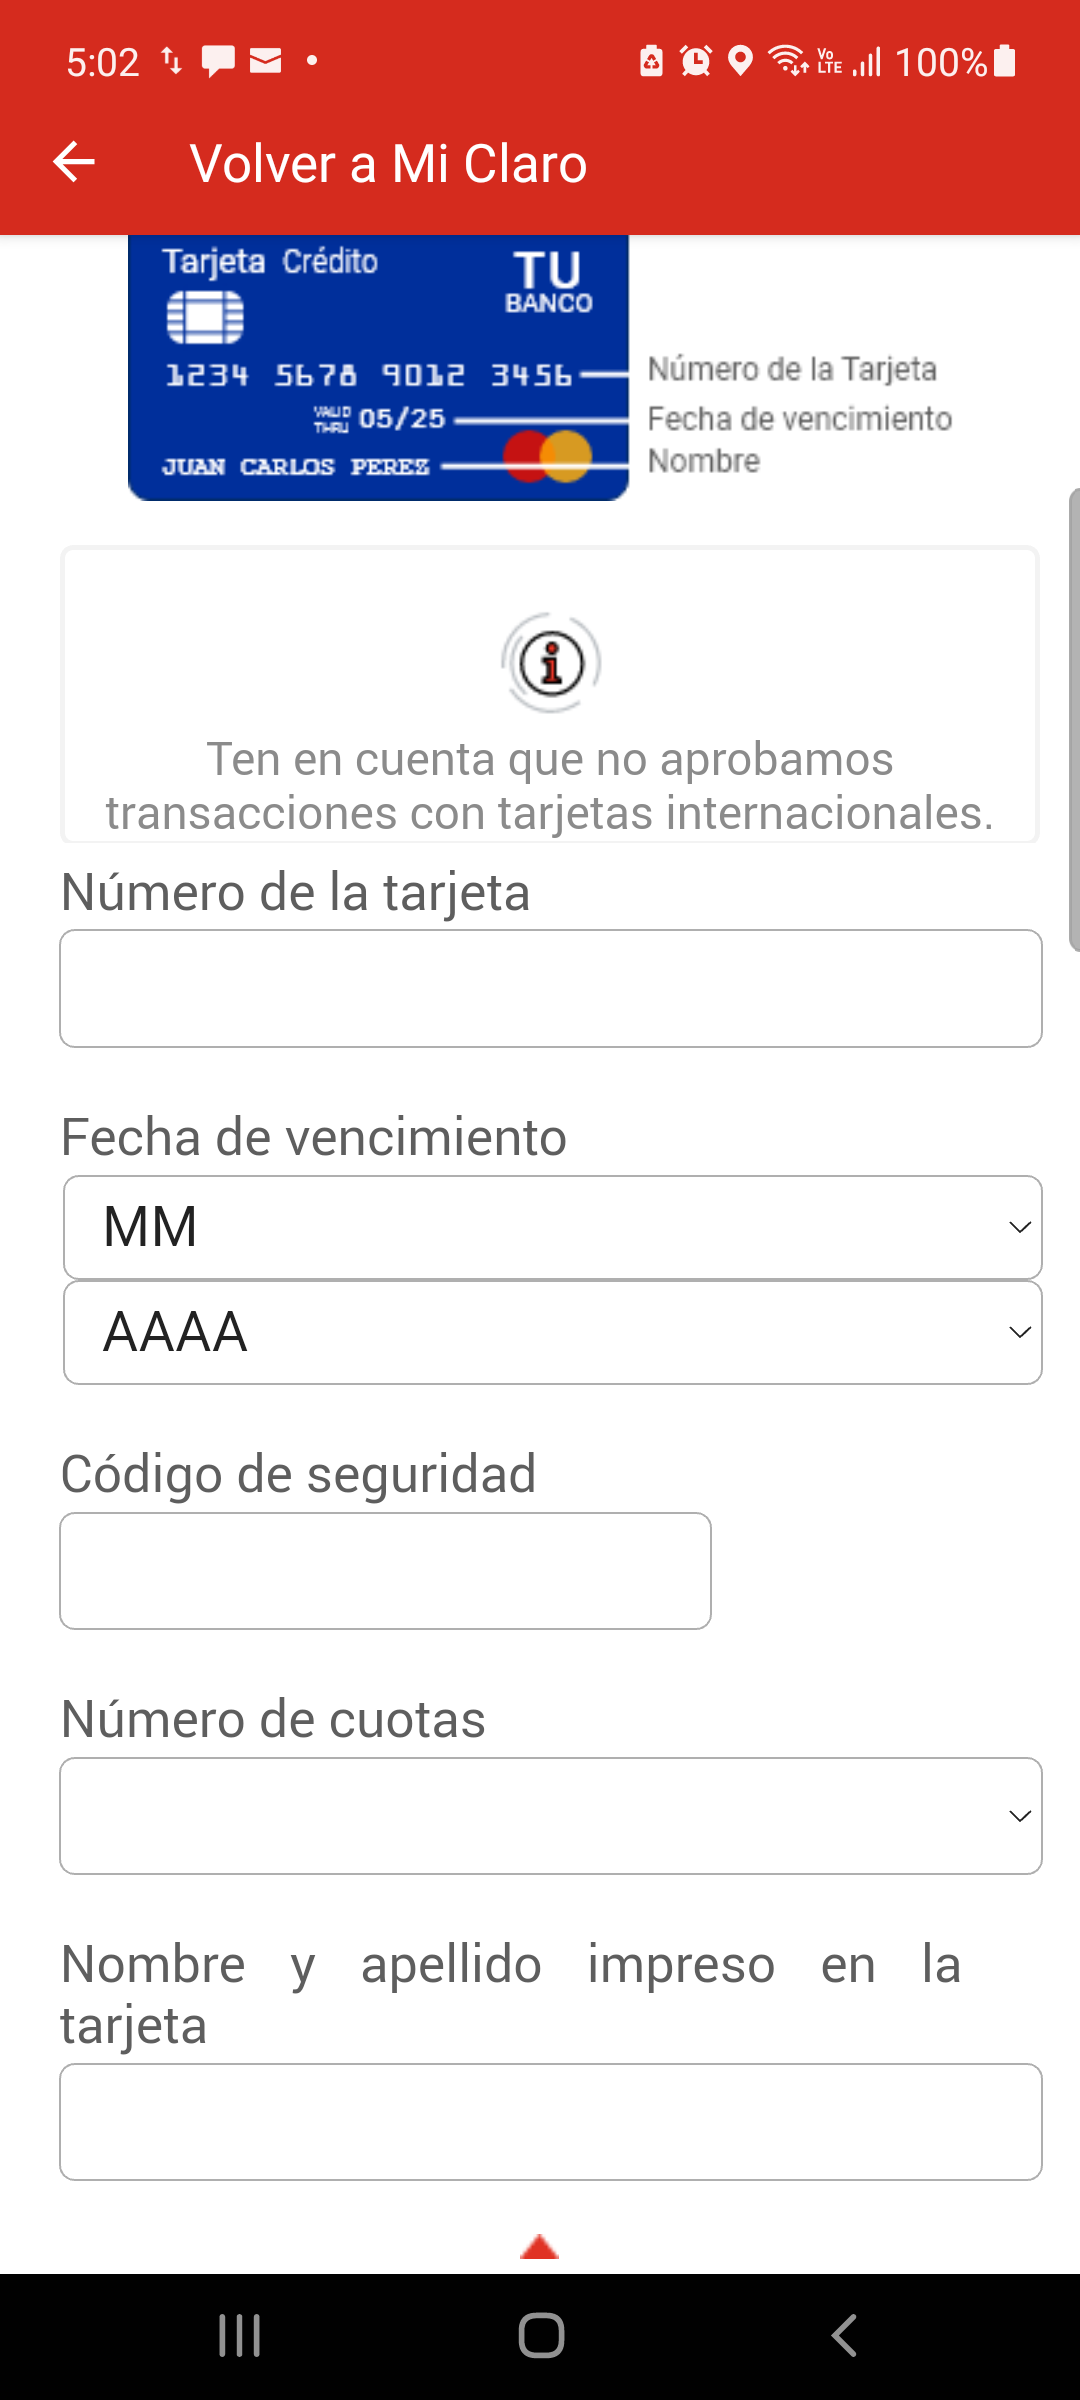 5:02
Vo LTE 100%
Volver a Mi Claro
Tarjeta Crédito
TU
BANCO
1234 5678 9012 3456
Número de la Tarjeta
VALID THRU 05/25
Fecha de vencimiento
JUAN CARLOS PEREZ
Nombre
Ten en cuenta que no aprobamos
transacciones con tarjetas internacionales.
Número de la tarjeta
Fecha de vencimiento
MM
AAAA
Código de seguridad
Número de cuotas
Nombre y apellido impreso en la
tarjeta